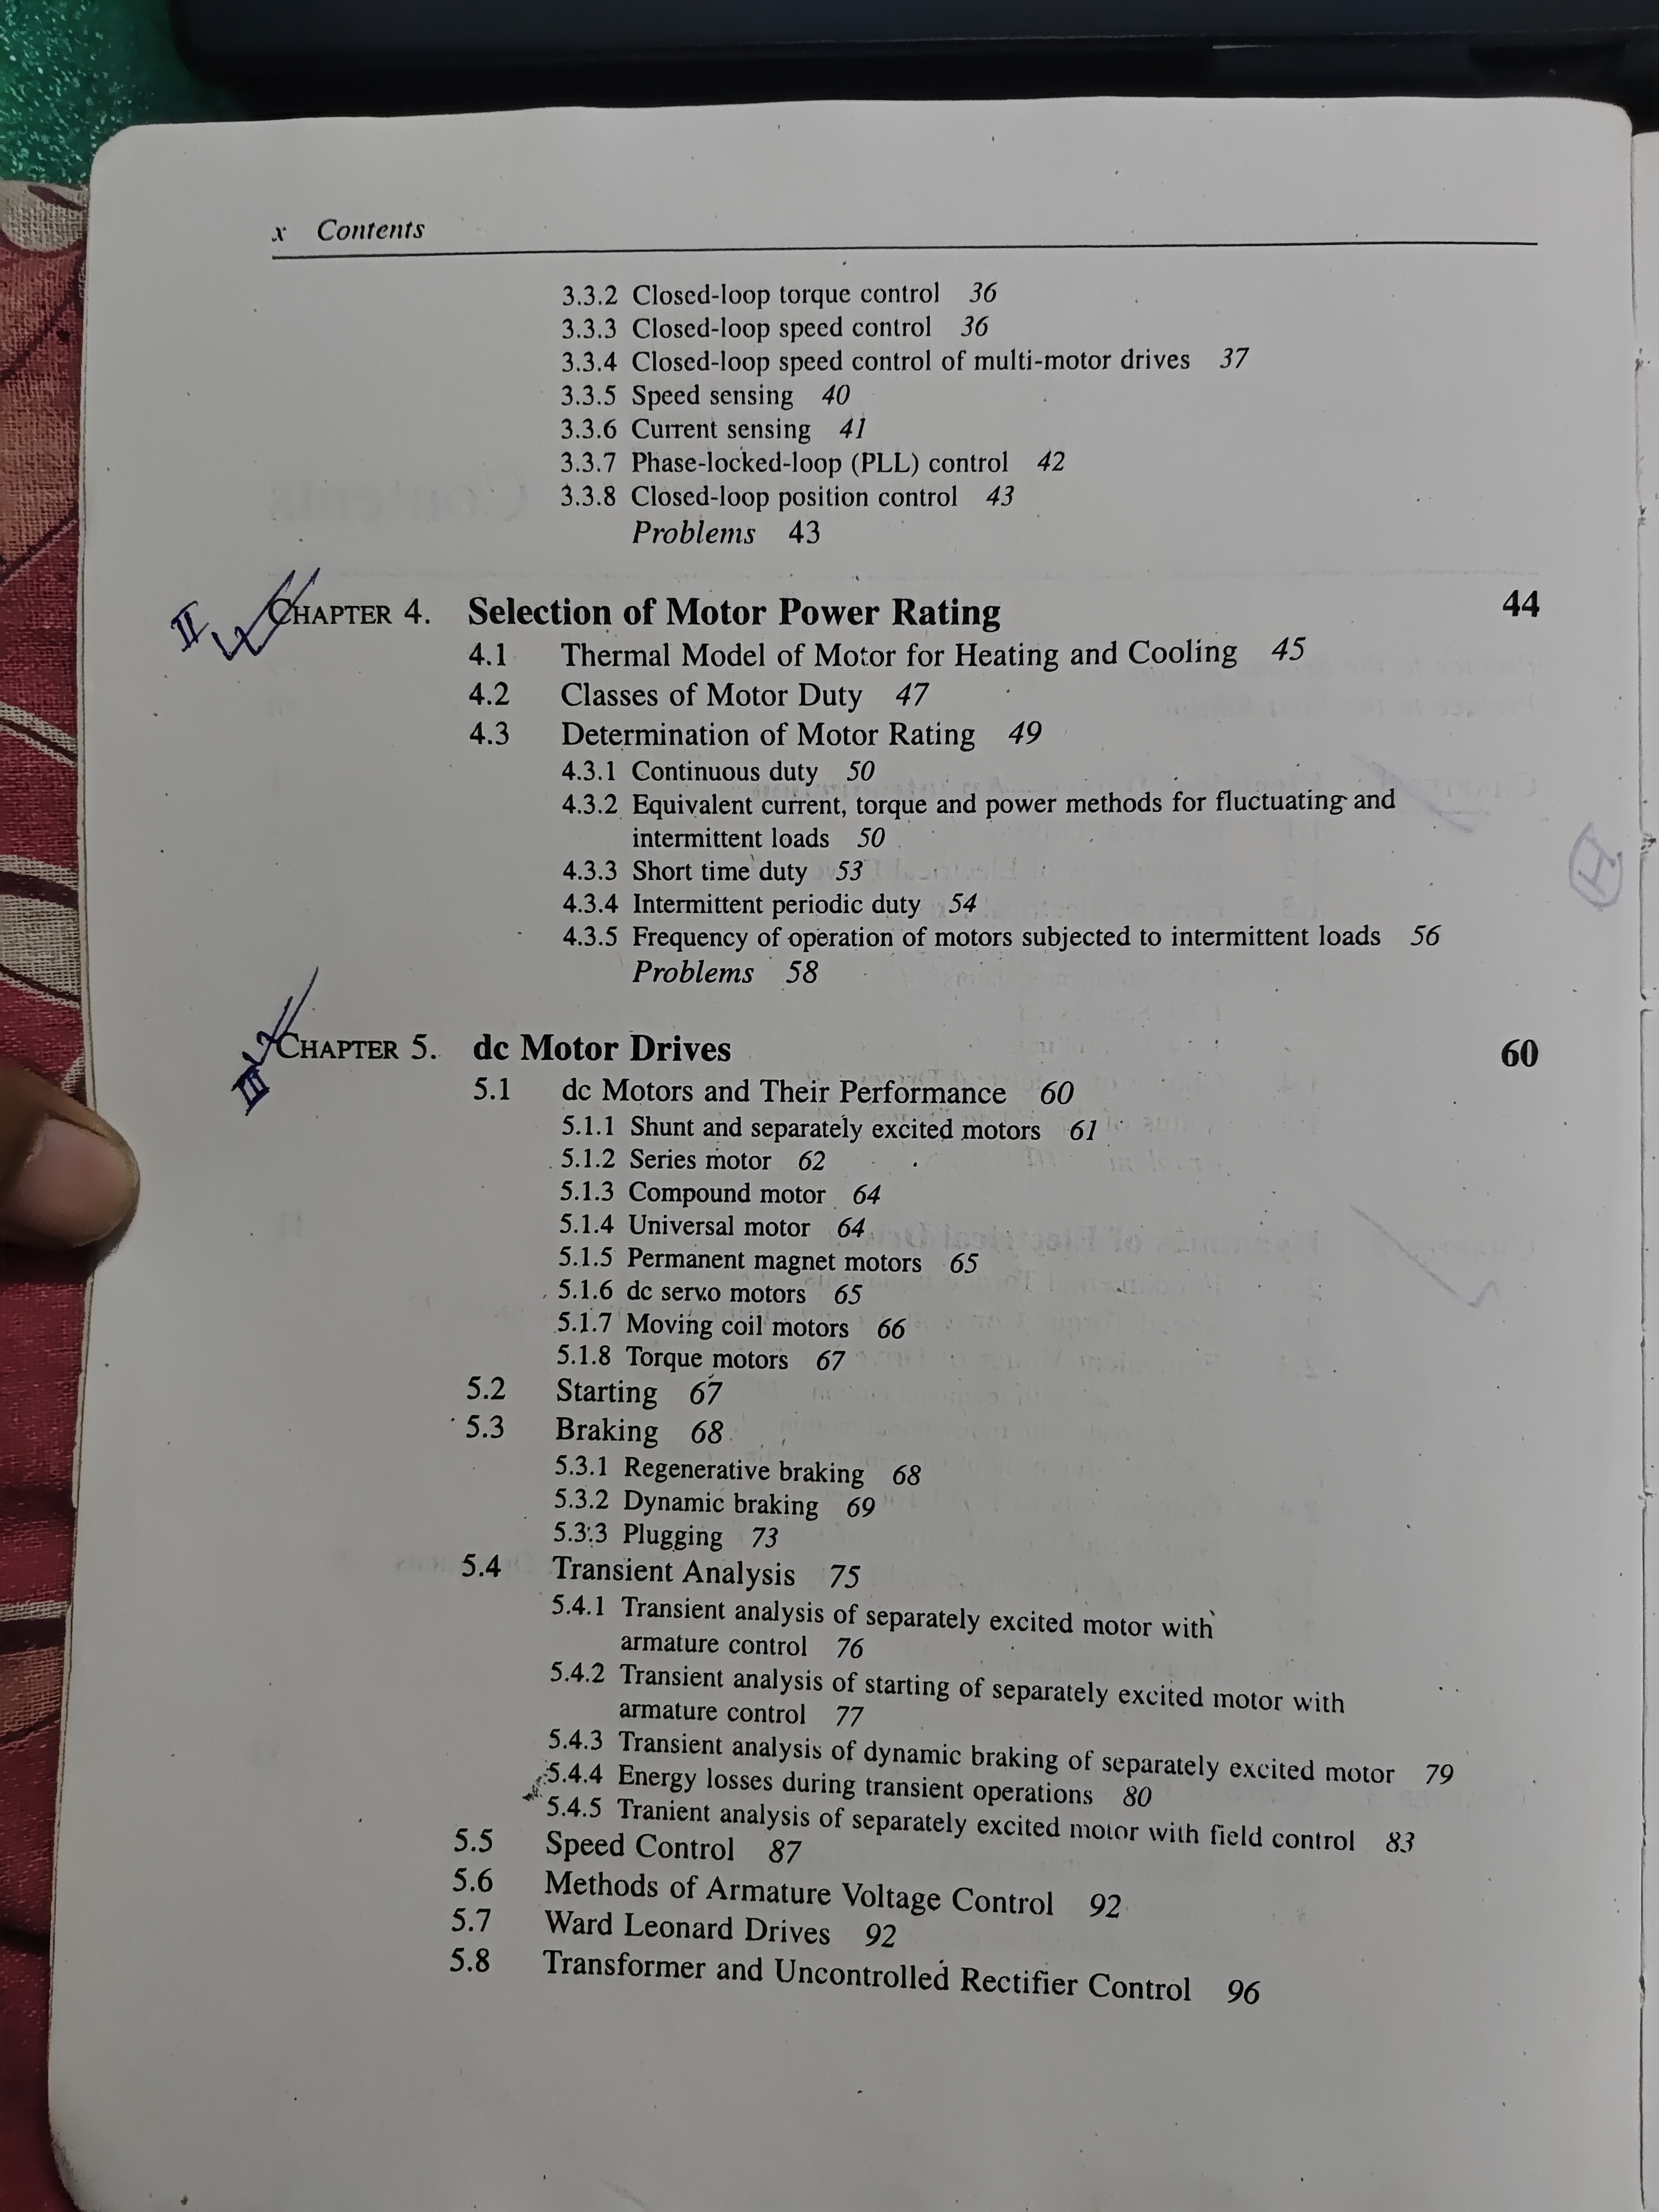 x Contents
3.3.2 Closed-loop torque control 36
3.3.3 Closed-loop speed control 36
3.3.4 Closed-loop speed control of multi-motor drives 37
3.3.5 Speed sensing 40
3.3.6 Current sensing 41
3.3.7 Phase-locked-loop (PLL) control 42
3.3.8 Closed-loop position control 43
Problems 43
II CHAPTER 4. Selection of Motor Power Rating 44
4.1 Thermal Model of Motor for Heating and Cooling 45
4.2 Classes of Motor Duty 47
4.3 Determination of Motor Rating 49
4.3.1 Continuous duty 50
4.3.2 Equivalent current, torque and power methods for fluctuating and
intermittent loads 50
4.3.3 Short time duty 53
4.3.4 Intermittent periodic duty 54
4.3.5 Frequency of operation of motors subjected to intermittent loads 56
Problems 58
III CHAPTER 5. dc Motor Drives 60
5.1 dc Motors and Their Performance 60
5.1.1 Shunt and separately excited motors 61
5.1.2 Series motor 62
5.1.3 Compound motor 64
5.1.4 Universal motor 64
5.1.5 Permanent magnet motors 65
5.1.6 dc servo motors 65
5.1.7 Moving coil motors 66
5.1.8 Torque motors 67
5.2 Starting 67
5.3 Braking 68
5.3.1 Regenerative braking 68
5.3.2 Dynamic braking 69
5.3.3 Plugging 73
5.4 Transient Analysis 75
5.4.1 Transient analysis of separately excited motor with
armature control 76
5.4.2 Transient analysis of starting of separately excited motor with
armature control 77
5.4.3 Transient analysis of dynamic braking of separately excited motor 79
5.4.4 Energy losses during transient operations 80
5.4.5 Tranient analysis of separately excited motor with field control 83
5.5 Speed Control 87
5.6 Methods of Armature Voltage Control 92
5.7 Ward Leonard Drives 92
5.8 Transformer and Uncontrolled Rectifier Control 96